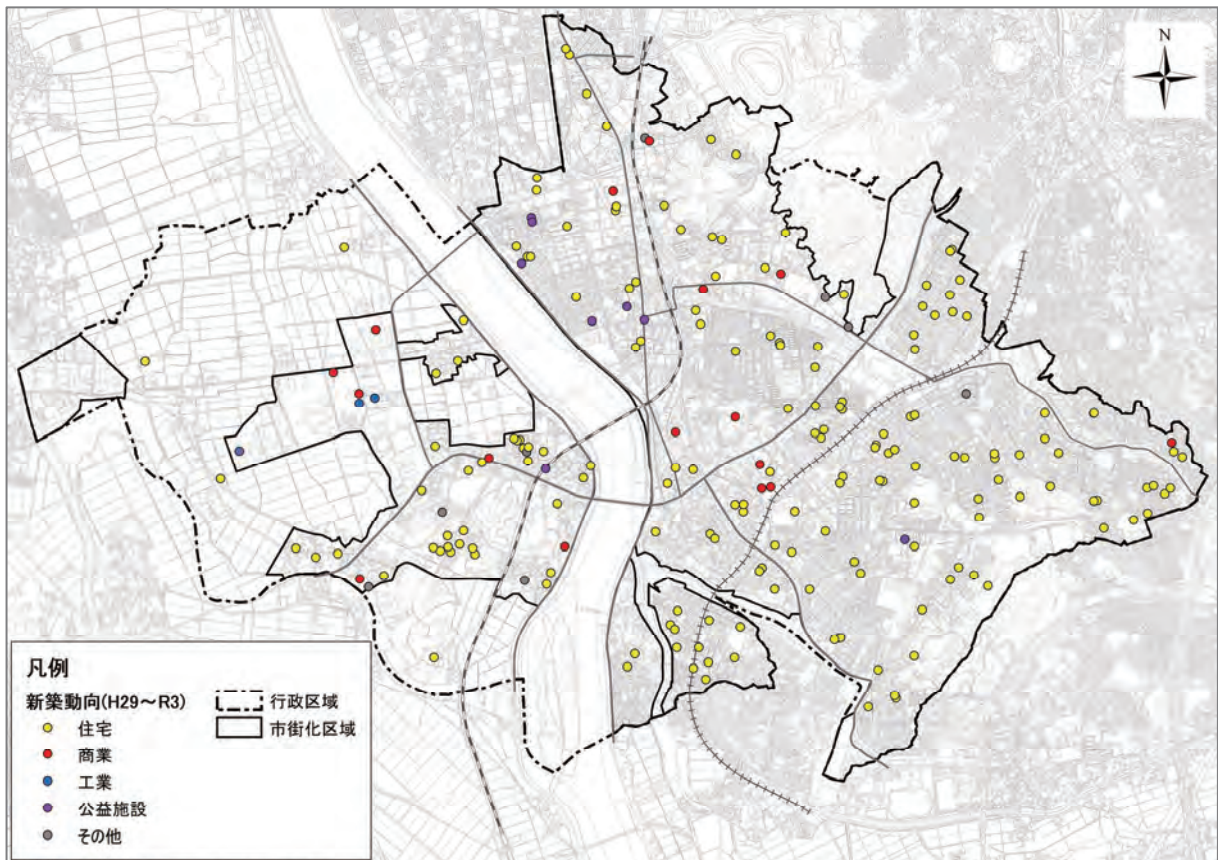 N
凡例
新築動向(H29～R3)
住宅
商業
工業
公益施設
その他
行政区域
市街化区域